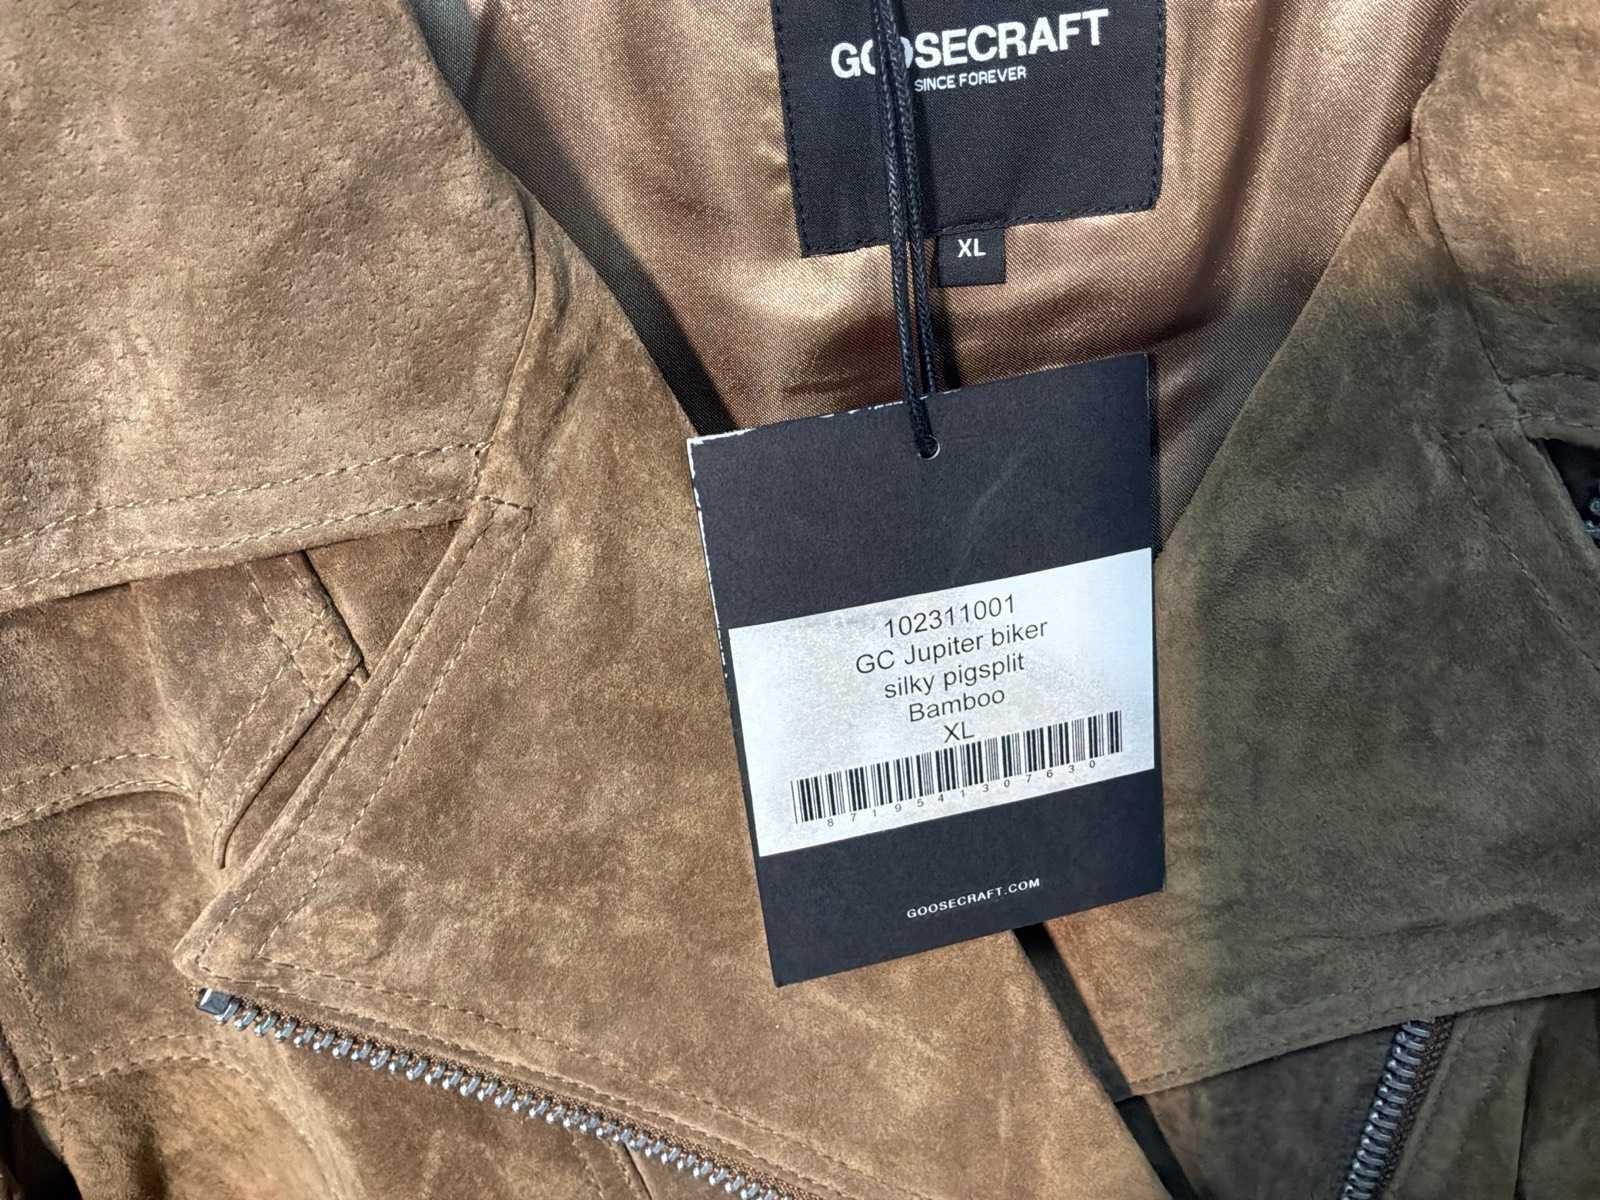 GOOSECRAFT
SINCE FOREVER
XL
102311001
GC Jupiter biker
silky pigsplit
Bamboo
XL
8719541307630
GOOSECRAFT.COM